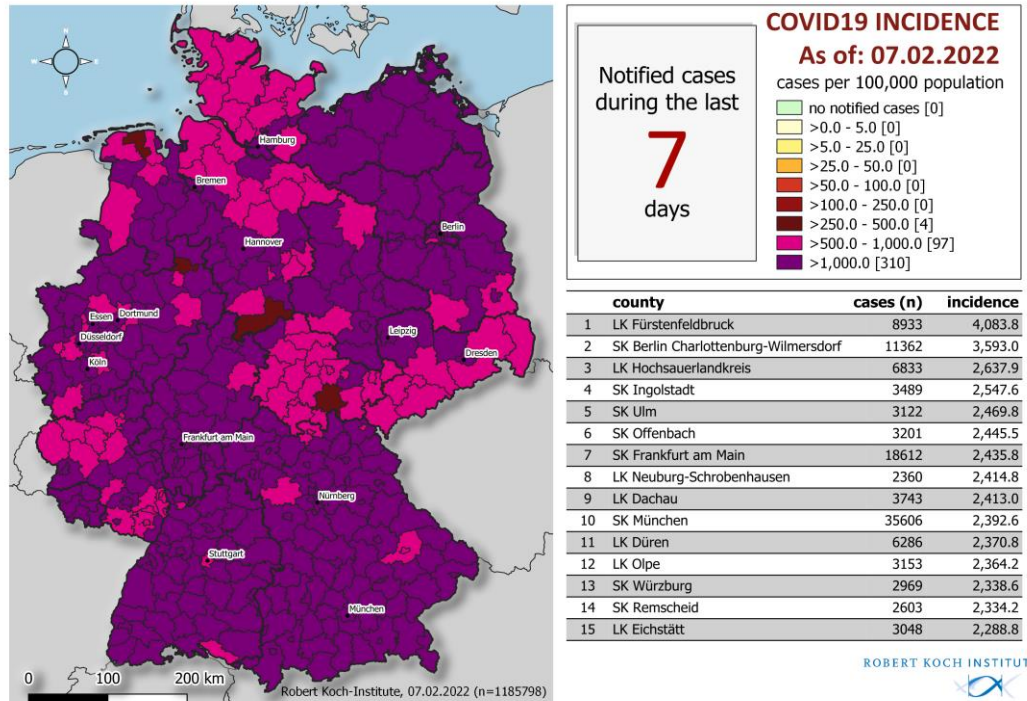 Hamburg
Bremen
Berlin
Hannover
Essen
Dortmund
Düsseldorf
Leipzig
Köln
Dresden
Frankfurt am Main
Nürnberg
Stuttgart
München
0 100 200 km
Robert Koch-Institute, 07.02.2022 (n=1185798)
Notified cases
during the last
7
days
COVID19 INCIDENCE
As of: 07.02.2022
cases per 100,000 population
no notified cases [0]
>0.0 - 5.0 [0]
>5.0 - 25.0 [0]
>25.0 - 50.0 [0]
>50.0 - 100.0 [0]
>100.0 - 250.0 [0]
>250.0 - 500.0 [4]
>500.0 - 1,000.0 [97]
>1,000.0 [310]
county cases (n) incidence
1 LK Fürstenfeldbruck 8933 4,083.8
2 SK Berlin Charlottenburg-Wilmersdorf 11362 3,593.0
3 LK Hochsauerlandkreis 6833 2,637.9
4 SK Ingolstadt 3489 2,547.6
5 SK Ulm 3122 2,469.8
6 SK Offenbach 3201 2,445.5
7 SK Frankfurt am Main 18612 2,435.8
8 LK Neuburg-Schrobenhausen 2360 2,414.8
9 LK Dachau 3743 2,413.0
10 SK München 35606 2,392.6
11 LK Düren 6286 2,370.8
12 LK Olpe 3153 2,364.2
13 SK Würzburg 2969 2,338.6
14 SK Remscheid 2603 2,334.2
15 LK Eichstätt 3048 2,288.8
ROBERT KOCH INSTITUT